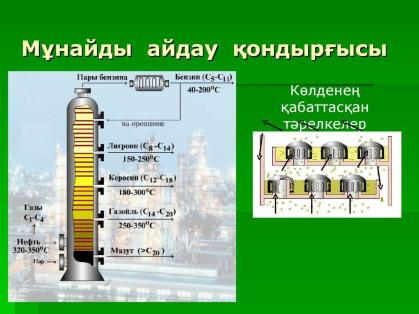 Мұнайды айдау қондырғысы
Пары бензина
Бензин (C5-C11)
40-200°C
на орошение
Лигроин (C8 -C14)
150-250°C
Керосин (C12-C18)
180-300°C
Газойль (C14 -C20)
250-350°C
Мазут (>C20 )
Газы
C1-C4
Нефть
320-350°C
Пар
Көлденең
қабаттасқан
тәрелкелер